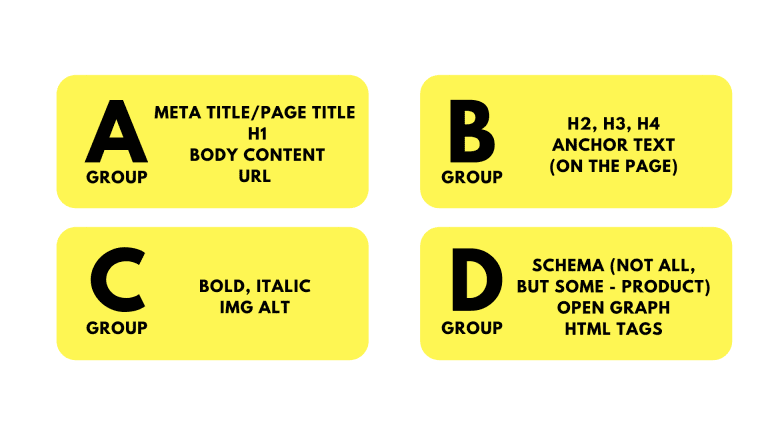 A
GROUP
META TITLE/PAGE TITLE
H1
BODY CONTENT
URL
B
GROUP
H2, H3, H4
ANCHOR TEXT
(ON THE PAGE)
C
GROUP
BOLD, ITALIC
IMG ALT
D
GROUP
SCHEMA (NOT ALL,
BUT SOME - PRODUCT)
OPEN GRAPH
HTML TAGS